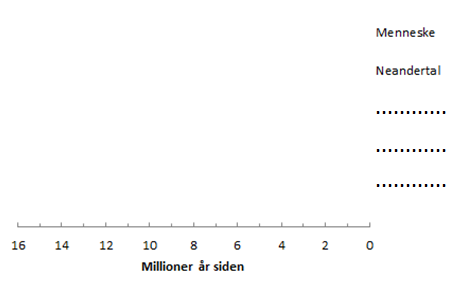 Menneske
Neandertal
............
............
............
16 14 12 10 8 6 4 2 0
Millioner år siden